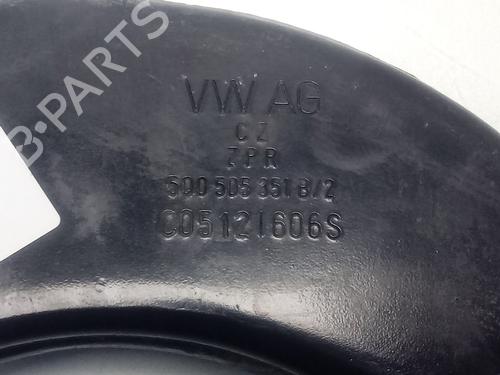 B-PARTS
VW AG
CZ
ZPR
5Q0 505 351 B/2
C05121606S